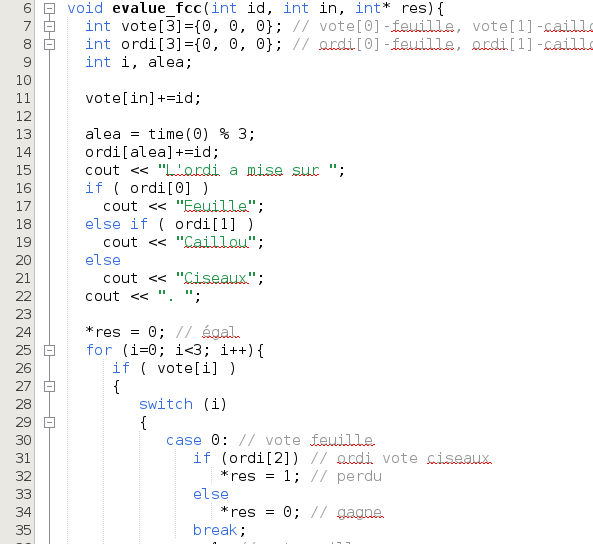 6 void evalue_fcc(int id, int in, int* res){
7 int vote[3]={0, 0, 0}; // vote[0]-feuille, vote[1]-caillo
8 int ordi[3]={0, 0, 0}; // ordi[0]-feuille, ordi[1]-caillo
9 int i, alea;
10
11 vote[in]+=id;
12
13 alea = time(0) % 3;
14 ordi[alea]+=id;
15 cout << "L'ordi a mise sur ";
16 if ( ordi[0] )
17 cout << "Feuille";
18 else if ( ordi[1] )
19 cout << "Caillou";
20 else
21 cout << "Ciseaux";
22 cout << ". ";
23
24 *res = 0; // égal
25 for (i=0; i<3; i++){
26 if ( vote[i] )
27 {
28 switch (i)
29 {
30 case 0: // vote feuille
31 if (ordi[2]) // ordi vote ciseaux
32 *res = 1; // perdu
33 else
34 *res = 0; // gagne
35 break;